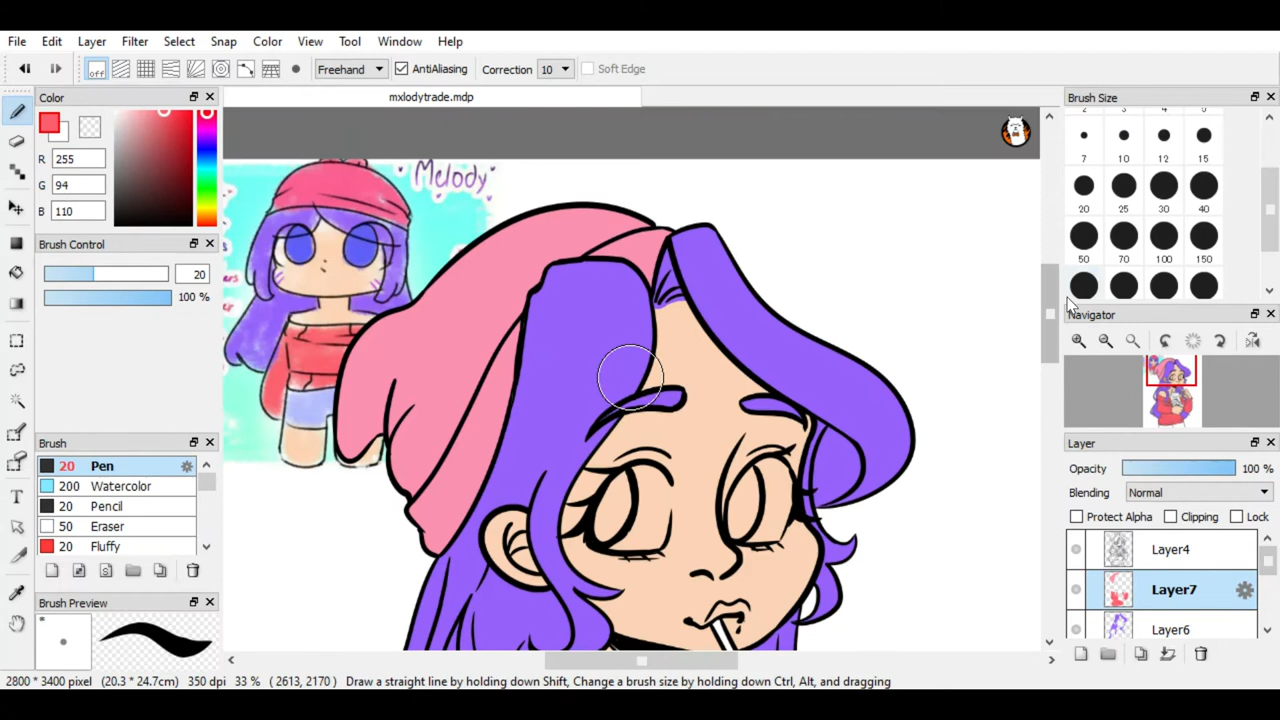 File Edit Layer Filter Select Snap Color View Tool Window Help
off Freehand AntiAliasing Correction 10 Soft Edge
Color
mxlodytrade.mdp
Brush Size
R 255
G 94
B 110
Melody
7 10 12 15
20 25 30 40
50 70 100 150
Brush Control
20
100 %
Navigator
Brush
20 Pen
200 Watercolor
20 Pencil
50 Eraser
20 Fluffy
Layer
Opacity 100 %
Blending Normal
Protect Alpha Clipping Lock
Layer4
Layer7
Layer6
Brush Preview
*
2800 * 3400 pixel (20.3 * 24.7cm) 350 dpi 33 % ( 2613, 2170 ) Draw a straight line by holding down Shift, Change a brush size by holding down Ctrl, Alt, and dragging